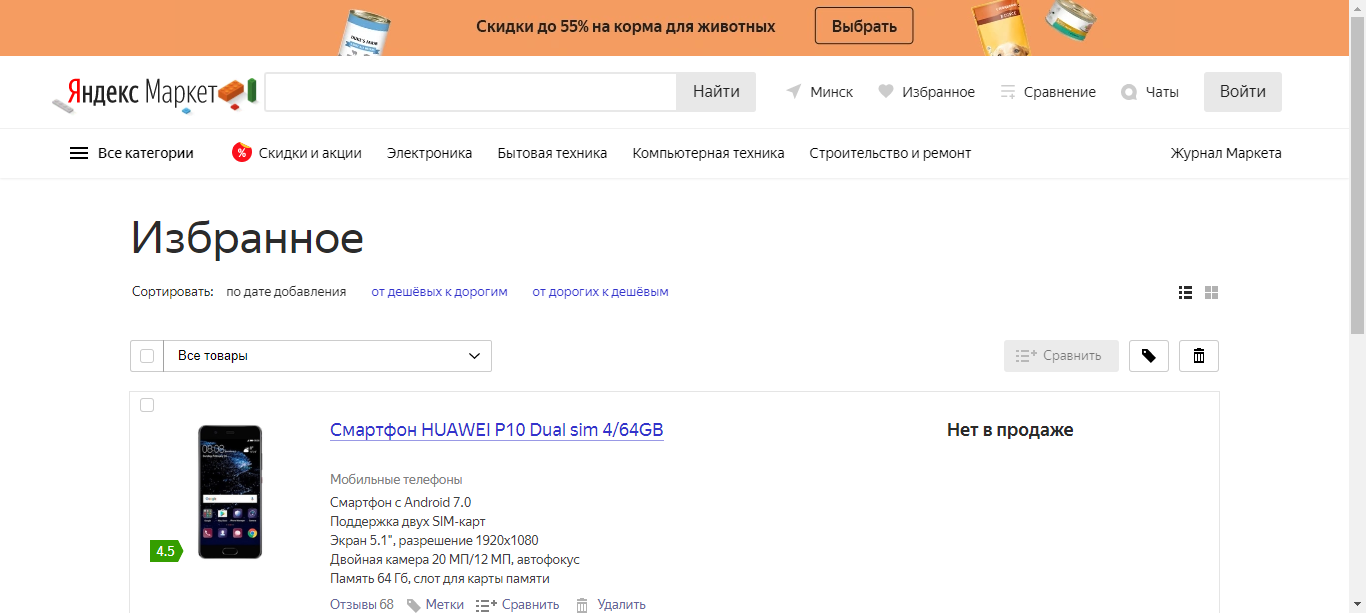 Скидки до 55% на корма для животных
Выбрать
Яндекс Маркет
Найти
Минск
Избранное
Сравнение
Чаты
Войти
Все категории
%
Скидки и акции
Электроника
Бытовая техника
Компьютерная техника
Строительство и ремонт
Журнал Маркета
Избранное
Сортировать: по дате добавления от дешёвых к дорогим от дорогих к дешёвым
Все товары
Сравнить
Смартфон HUAWEI P10 Dual sim 4/64GB
Нет в продаже
Мобильные телефоны
Смартфон с Android 7.0
Поддержка двух SIM-карт
Экран 5.1", разрешение 1920x1080
Двойная камера 20 МП/12 МП, автофокус
Память 64 Гб, слот для карты памяти
4.5
Отзывы 68 Метки Сравнить Удалить